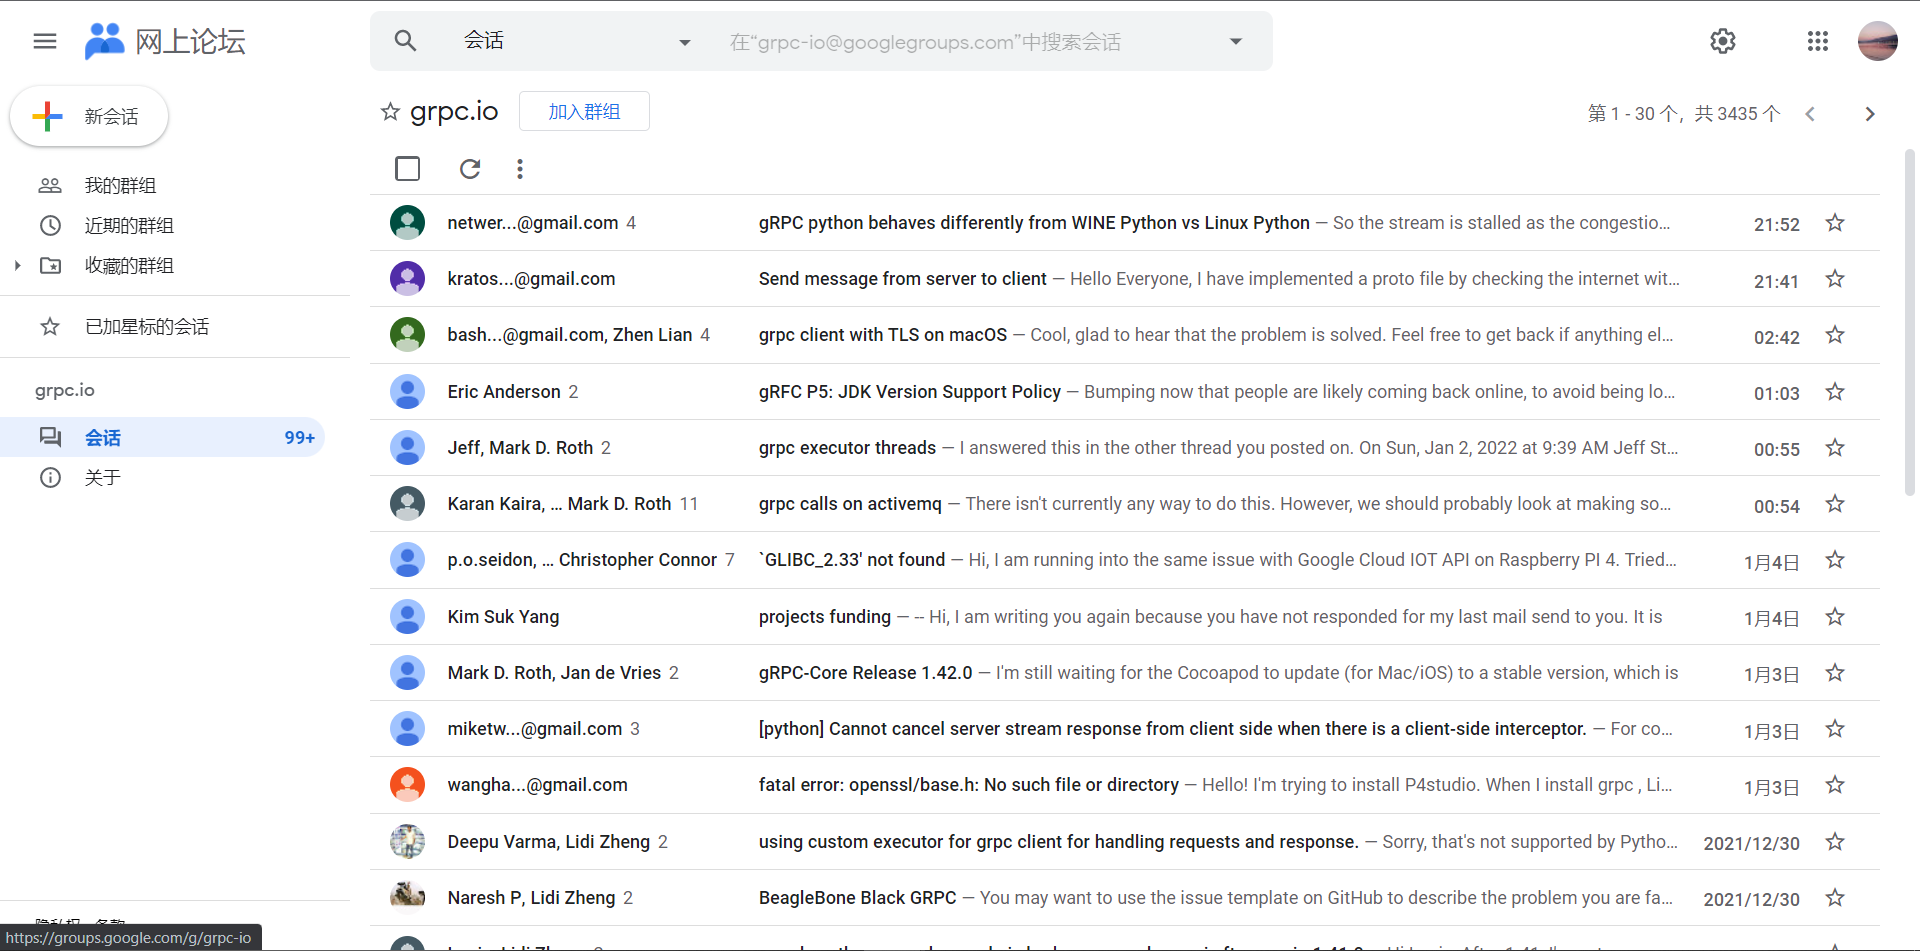 网上论坛
会话
在“grpc-io@googlegroups.com”中搜索会话
新会话
我的群组
近期的群组
收藏的群组
已加星标的会话
grpc.io
会话 99+
关于
隐私权 · 条款
https://groups.google.com/g/grpc-io
grpc.io
加入群组
第 1 - 30 个，共 3435 个
netwer...@gmail.com 4 gRPC python behaves differently from WINE Python vs Linux Python — So the stream is stalled as the congestio… 21:52
kratos...@gmail.com Send message from server to client — Hello Everyone, I have implemented a proto file by checking the internet wit… 21:41
bash...@gmail.com, Zhen Lian 4 grpc client with TLS on macOS — Cool, glad to hear that the problem is solved. Feel free to get back if anything el… 02:42
Eric Anderson 2 gRFC P5: JDK Version Support Policy — Bumping now that people are likely coming back online, to avoid being lo… 01:03
Jeff, Mark D. Roth 2 grpc executor threads — I answered this in the other thread you posted on. On Sun, Jan 2, 2022 at 9:39 AM Jeff St… 00:55
Karan Kaira, … Mark D. Roth 11 grpc calls on activemq — There isn't currently any way to do this. However, we should probably look at making so… 00:54
p.o.seidon, … Christopher Connor 7 `GLIBC_2.33' not found — Hi, I am running into the same issue with Google Cloud IOT API on Raspberry PI 4. Tried… 1月4日
Kim Suk Yang projects funding — -- Hi, I am writing you again because you have not responded for my last mail send to you. It is 1月4日
Mark D. Roth, Jan de Vries 2 gRPC-Core Release 1.42.0 — I'm still waiting for the Cocoapod to update (for Mac/iOS) to a stable version, which is 1月3日
miketw...@gmail.com 3 [python] Cannot cancel server stream response from client side when there is a client-side interceptor. — For co… 1月3日
wangha...@gmail.com fatal error: openssl/base.h: No such file or directory — Hello! I'm trying to install P4studio. When I install grpc , Li… 1月3日
Deepu Varma, Lidi Zheng 2 using custom executor for grpc client for handling requests and response. — Sorry, that's not supported by Pytho… 2021/12/30
Naresh P, Lidi Zheng 2 BeagleBone Black GRPC — You may want to use the issue template on GitHub to describe the problem you are fa… 2021/12/30